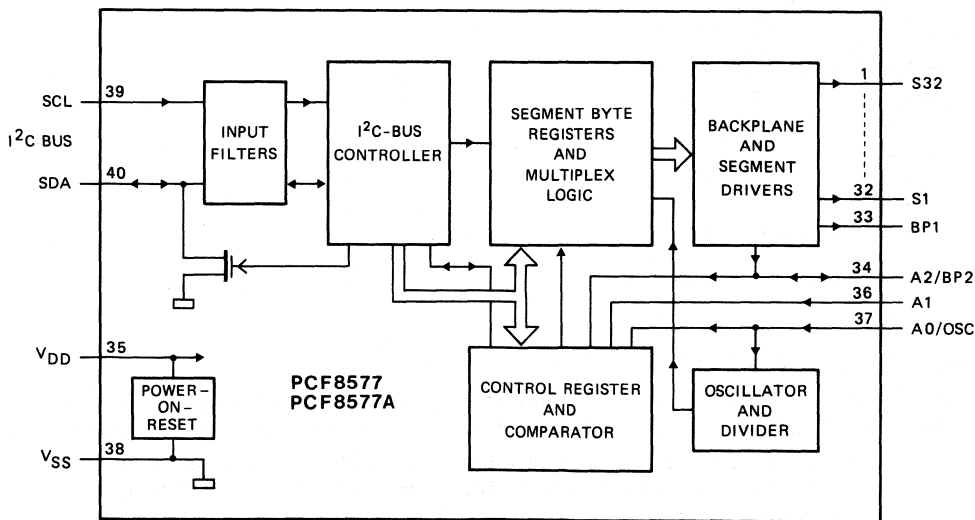 SCL
39
I²C BUS
SDA
40
INPUT
FILTERS
I²C-BUS
CONTROLLER
SEGMENT BYTE
REGISTERS
AND
MULTIPLEX
LOGIC
BACKPLANE
AND
SEGMENT
DRIVERS
1
S32
32
S1
33
BP1
34
A2/BP2
36
A1
37
A0/OSC
VDD
35
POWER-
ON-
RESET
VSS
38
PCF8577
PCF8577A
CONTROL REGISTER
AND
COMPARATOR
OSCILLATOR
AND
DIVIDER